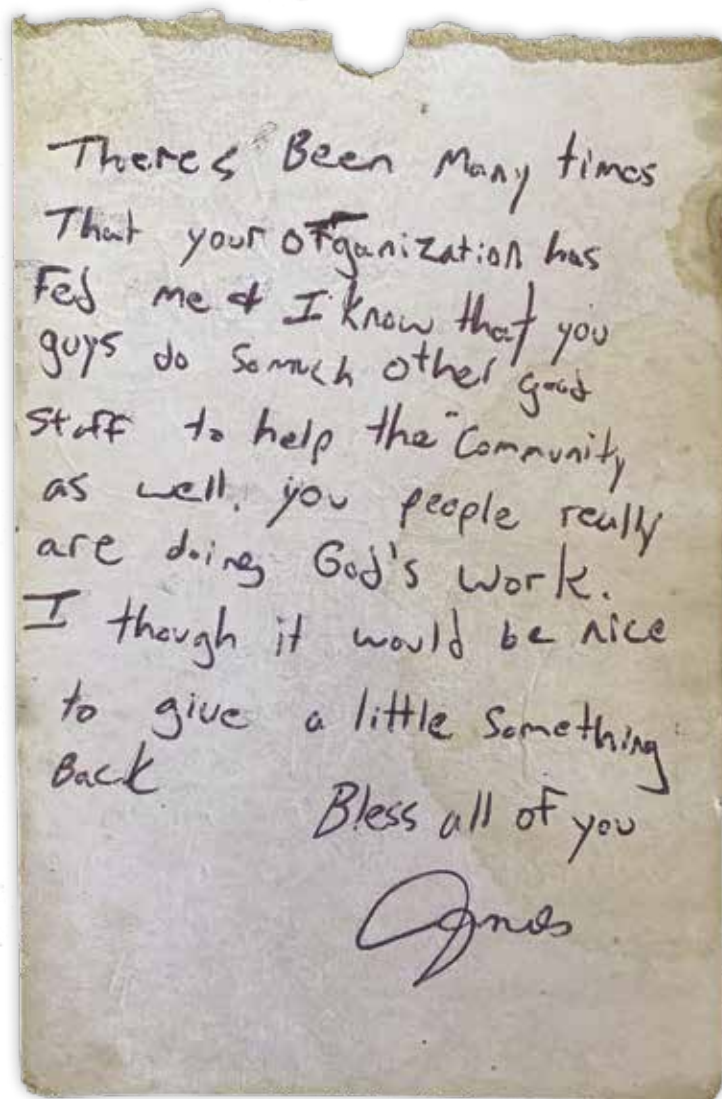 Theres Been Many times
That your organization has
Fed me & I know that you
guys do so much other good
stuff to help the Community
as well. you people really
are doing God's work.
I though it would be nice
to give a little something
Back
Bless all of you